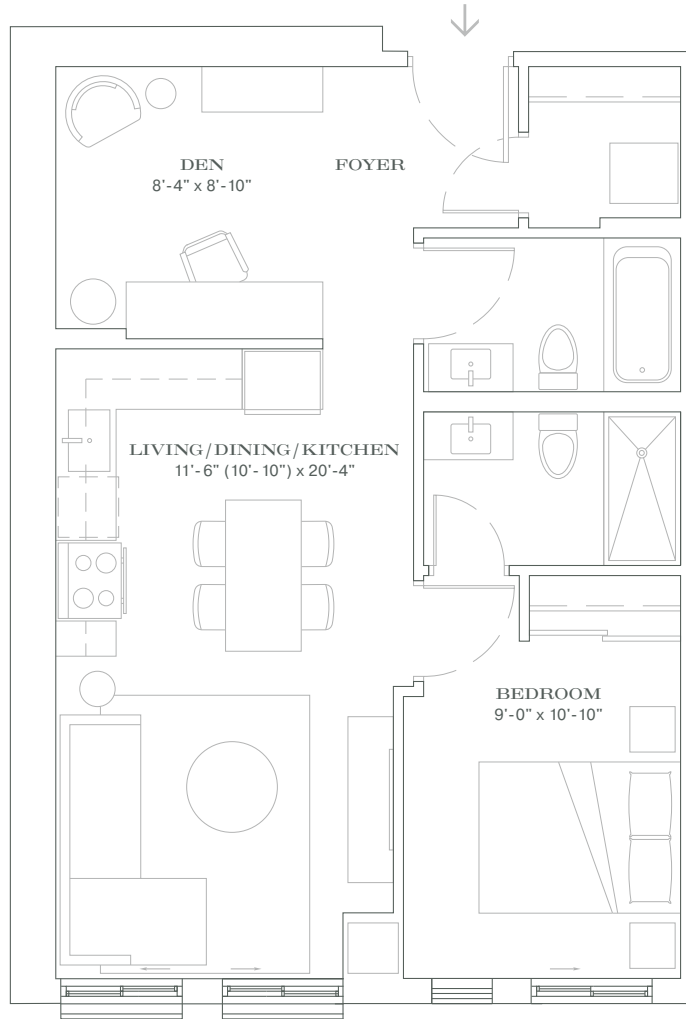 DEN
8'-4" x 8'-10"
FOYER
LIVING/DINING/KITCHEN
11'-6" (10'-10") x 20'-4"
BEDROOM
9'-0" x 10'-10"